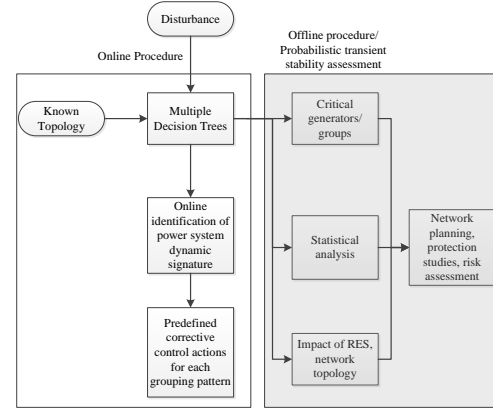 Disturbance
Online Procedure
Offline procedure/
Probabilistic transient
stability assessment
Known
Topology
Multiple
Decision Trees
Critical
generators/
groups
Online
identification of
power system
dynamic
signature
Statistical
analysis
Network
planning,
protection
studies, risk
assessment
Predefined
corrective
control actions
for each
grouping pattern
Impact of RES,
network
topology